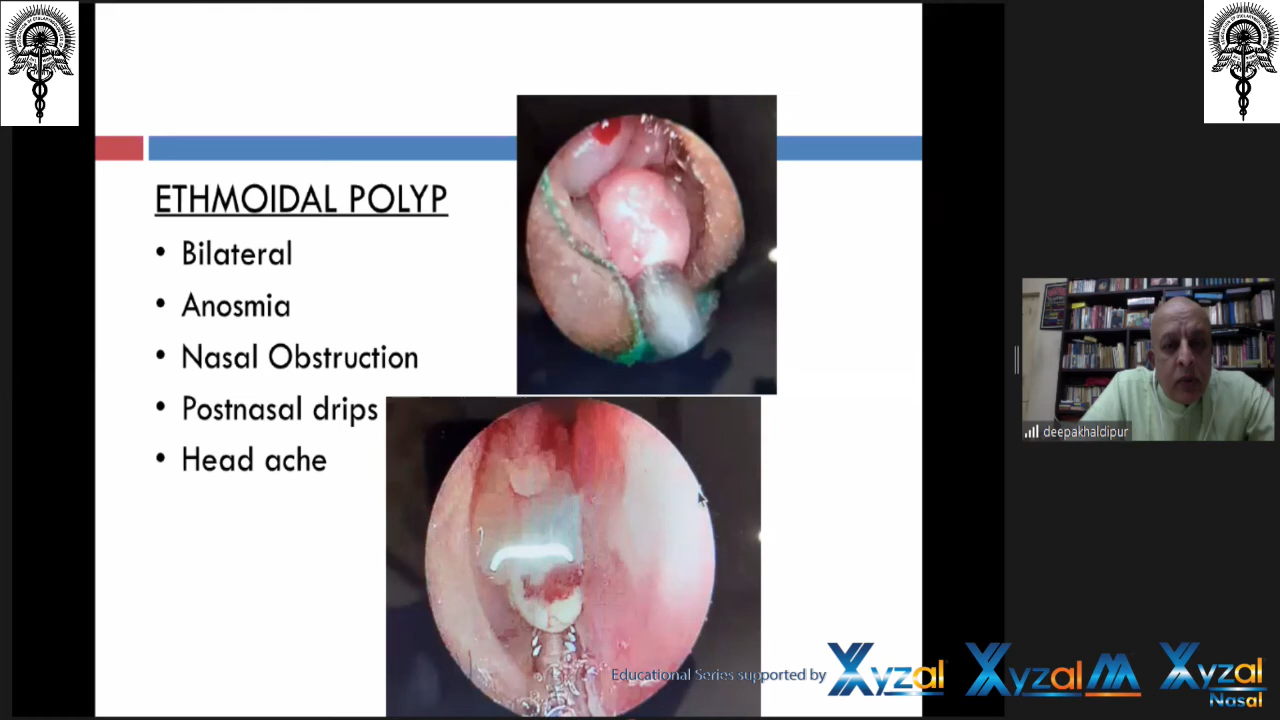 ETHMOIDAL POLYP
• Bilateral
• Anosmia
• Nasal Obstruction
• Postnasal drips
• Head ache
deepakhaldipur
Educational Series supported by
Xyzal
Xyzal M
Xyzal
Nasal